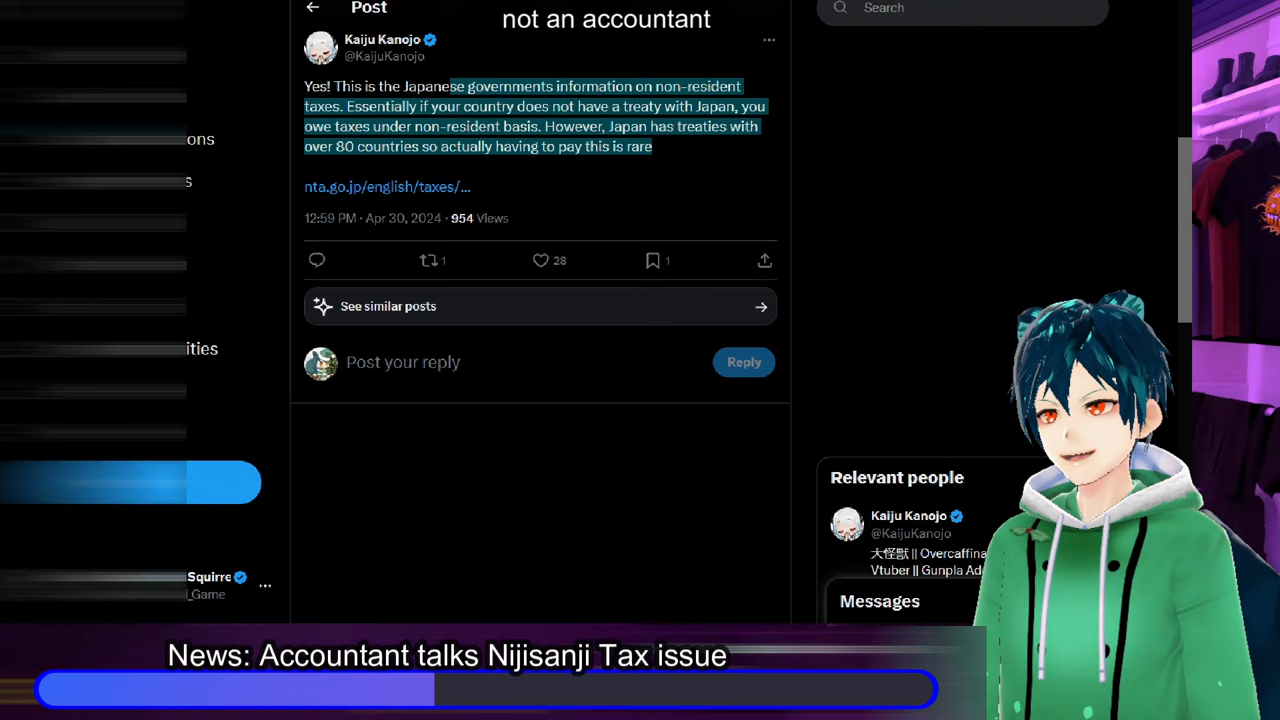 not an accountant
Post
Search
Kaiju Kanojo
@KaijuKanojo
Yes! This is the Japanese governments information on non-resident
taxes. Essentially if your country does not have a treaty with Japan, you
owe taxes under non-resident basis. However, Japan has treaties with
over 80 countries so actually having to pay this is rare
nta.go.jp/english/taxes/...
12:59 PM · Apr 30, 2024 · 954 Views
1
28
1
See similar posts
Post your reply
Reply
ons
s
ities
Squirre
i_Game
Relevant people
Kaiju Kanojo
@KaijuKanojo
大怪獣 || Overcaffina
Vtuber || Gunpla Ad
Messages
News: Accountant talks Nijisanji Tax issue